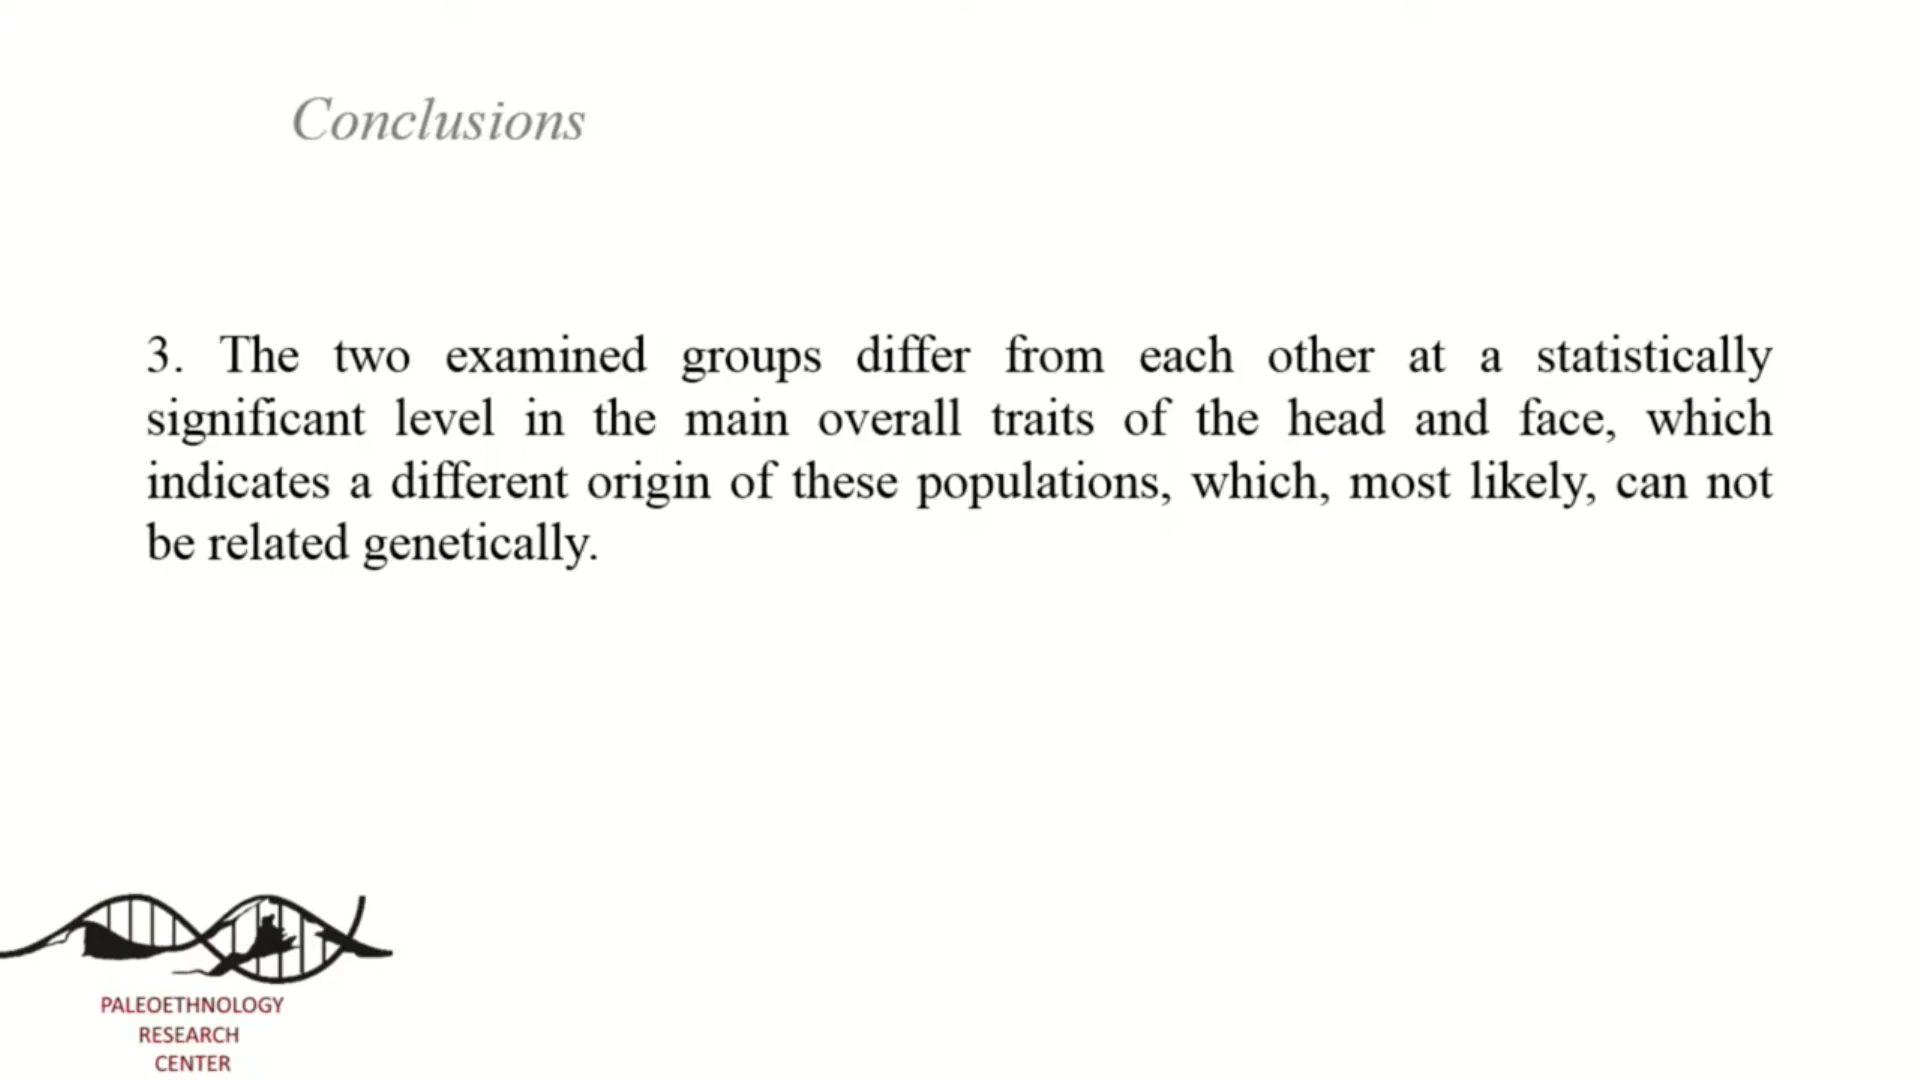 Conclusions
3. The two examined groups differ from each other at a statistically
significant level in the main overall traits of the head and face, which
indicates a different origin of these populations, which, most likely, can not
be related genetically.
PALEOETHNOLOGY
RESEARCH
CENTER